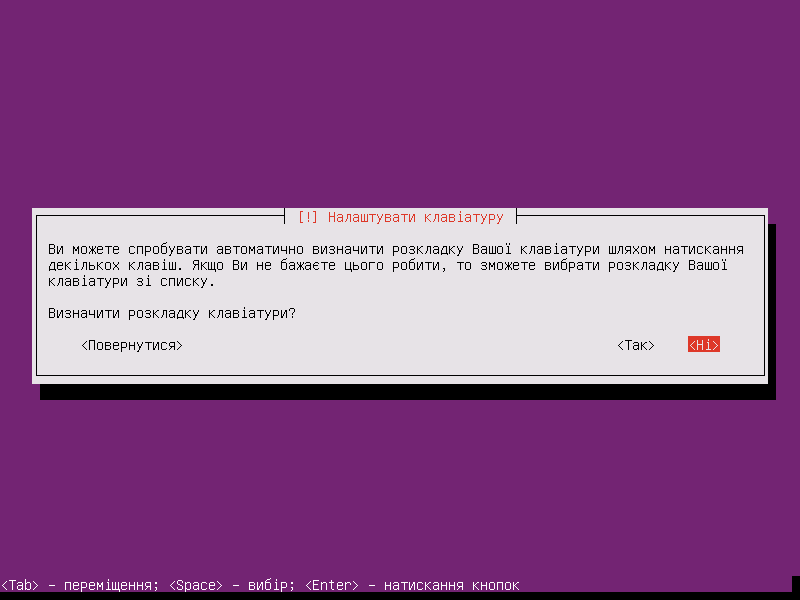 [!] Налаштувати клавіатуру
Ви можете спробувати автоматично визначити розкладку Вашої клавіатури шляхом натискання
декількох клавіш. Якщо Ви не бажаєте цього робити, то зможете вибрати розкладку Вашої
клавіатури зі списку.
Визначити розкладку клавіатури?
<Повернутися> <Так> <Ні>
<Tab> – переміщення; <Space> – вибір; <Enter> – натискання кнопок